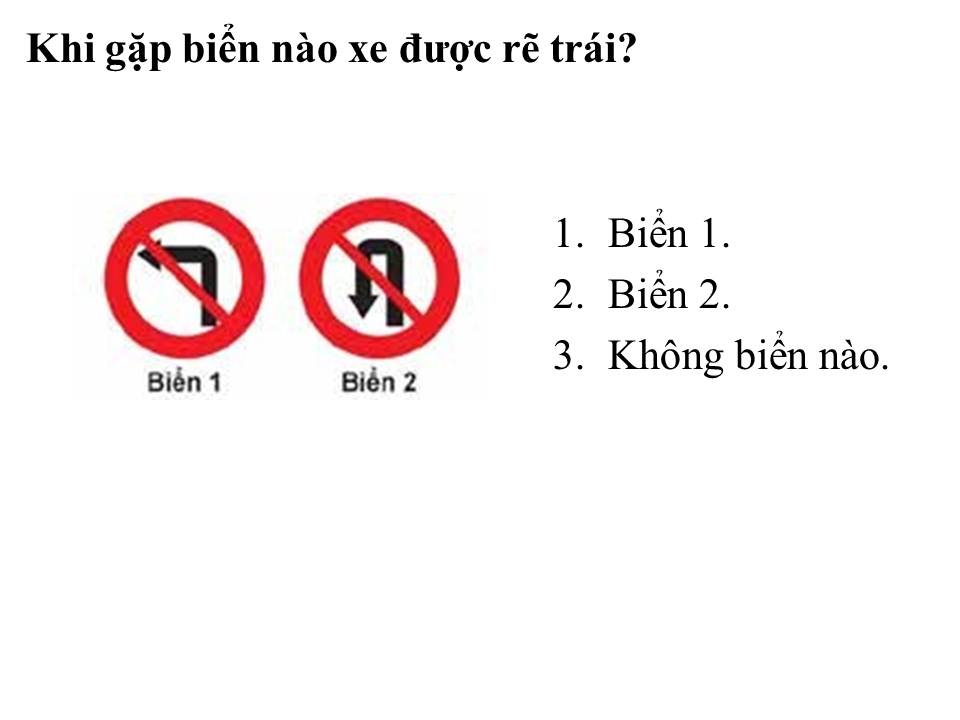 Khi gặp biển nào xe được rẽ trái?
1. Biển 1.
2. Biển 2.
3. Không biển nào.
Biển 1
Biển 2